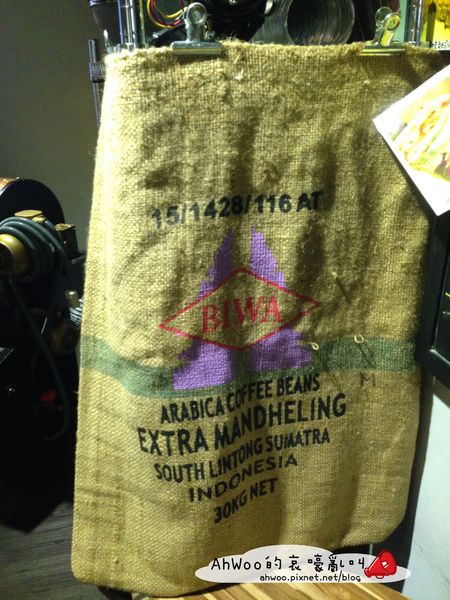 15/1428/116 AT
BIWA
ARABICA COFFEE BEANS
EXTRA MANDHELING
SOUTH LINTONG SUMATRA
INDONESIA
30KG NET
AhWoo的哀嚎亂叫
ahwoo.pixnet.net/blog